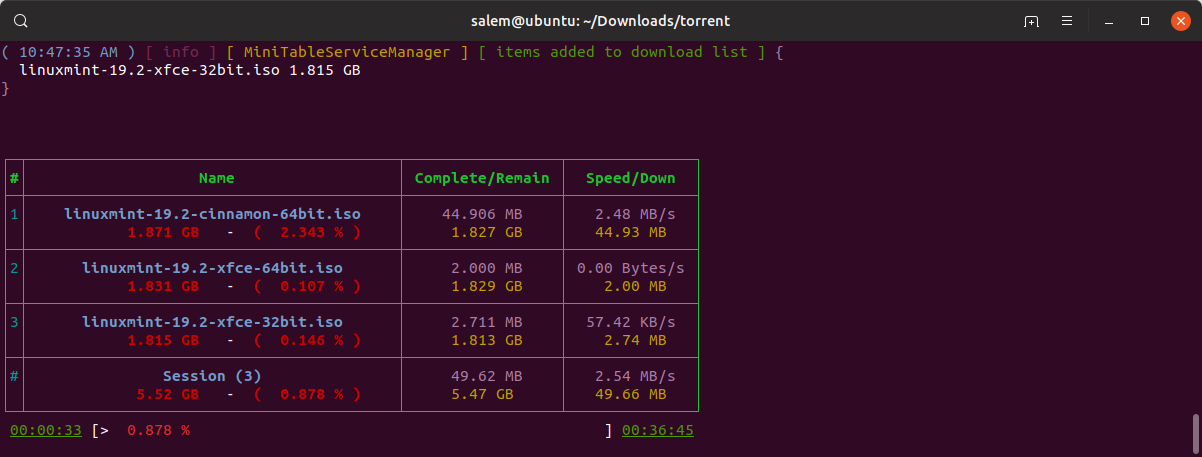 salem@ubuntu: ~/Downloads/torrent
( 10:47:35 AM ) [ info ] [ MiniTableServiceManager ] [ items added to download list ] {
linuxmint-19.2-xfce-32bit.iso 1.815 GB
}
# Name Complete/Remain Speed/Down
1 linuxmint-19.2-cinnamon-64bit.iso 44.906 MB 2.48 MB/s
1.871 GB - ( 2.343 % ) 1.827 GB 44.93 MB
2 linuxmint-19.2-xfce-64bit.iso 2.000 MB 0.00 Bytes/s
1.831 GB - ( 0.107 % ) 1.829 GB 2.00 MB
3 linuxmint-19.2-xfce-32bit.iso 2.711 MB 57.42 KB/s
1.815 GB - ( 0.146 % ) 1.813 GB 2.74 MB
# Session (3) 49.62 MB 2.54 MB/s
5.52 GB - ( 0.878 % ) 5.47 GB 49.66 MB
00:00:33 [> 0.878 % ] 00:36:45